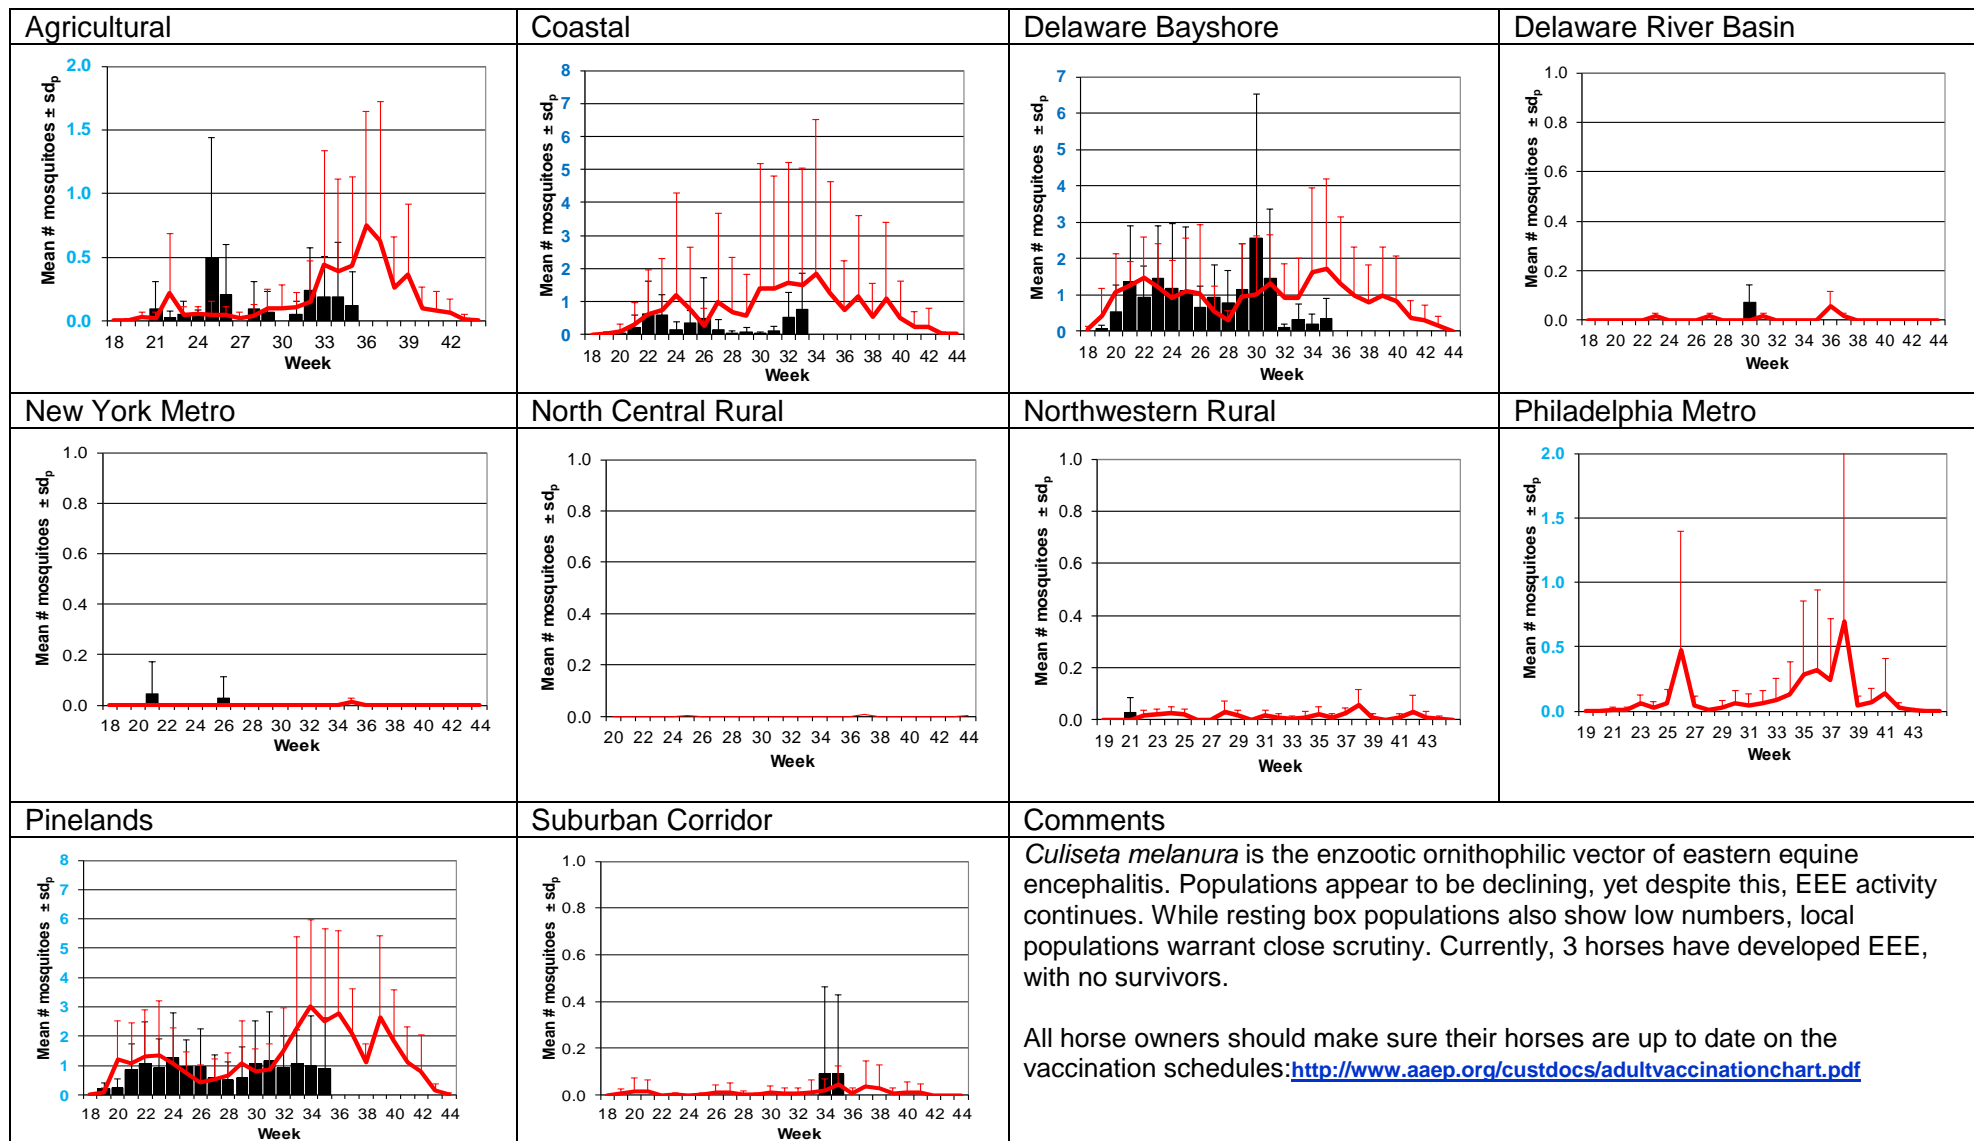 Agricultural
Mean # mosquitoes ± sdp
2.0
1.5
1.0
0.5
0.0
18 21 24 27 30 33 36 39 42
Week
Coastal
Mean # mosquitoes ± sdp
8
7
6
5
4
3
2
1
0
18 20 22 24 26 28 30 32 34 36 38 40 42 44
Week
Delaware Bayshore
Mean # mosquitoes ± sdp
7
6
5
4
3
2
1
0
18 20 22 24 26 28 30 32 34 36 38 40 42 44
Week
Delaware River Basin
Mean # mosquitoes ± sdp
1.0
0.8
0.6
0.4
0.2
0.0
18 20 22 24 26 28 30 32 34 36 38 40 42 44
Week
New York Metro
Mean # mosquitoes ± sdp
1.0
0.8
0.6
0.4
0.2
0.0
18 20 22 24 26 28 30 32 34 36 38 40 42 44
Week
North Central Rural
Mean # mosquitoes ± sdp
1.0
0.8
0.6
0.4
0.2
0.0
20 22 24 26 28 30 32 34 36 38 40 42 44
Week
Northwestern Rural
Mean # mosquitoes ± sdp
1.0
0.8
0.6
0.4
0.2
0.0
19 21 23 25 27 29 31 33 35 37 39 41 43
Week
Philadelphia Metro
Mean # mosquitoes ± sdp
2.0
1.5
1.0
0.5
0.0
19 21 23 25 27 29 31 33 35 37 39 41 43
Week
Pinelands
Mean # mosquitoes ± sdp
8
7
6
5
4
3
2
1
0
18 20 22 24 26 28 30 32 34 36 38 40 42 44
Week
Suburban Corridor
Mean # mosquitoes ± sdp
1.0
0.8
0.6
0.4
0.2
0.0
18 20 22 24 26 28 30 32 34 36 38 40 42 44
Week
Comments
Culiseta melanura is the enzootic ornithophilic vector of eastern equine
encephalitis. Populations appear to be declining, yet despite this, EEE activity
continues. While resting box populations also show low numbers, local
populations warrant close scrutiny. Currently, 3 horses have developed EEE,
with no survivors.
All horse owners should make sure their horses are up to date on the
vaccination schedules:http://www.aaep.org/custdocs/adultvaccinationchart.pdf